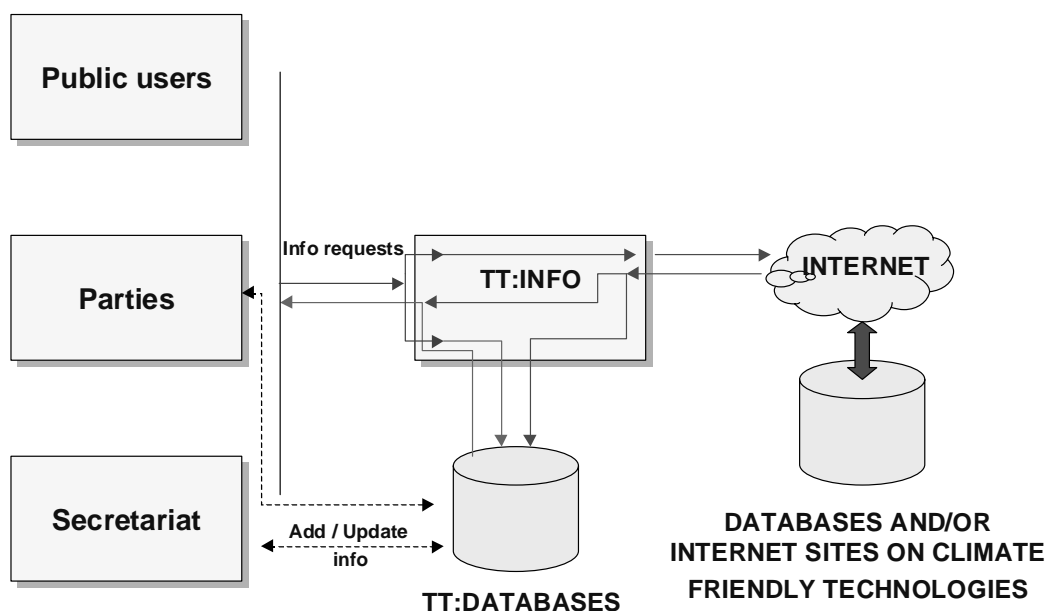 Public users
Info requests
Parties
TT:INFO
INTERNET
Secretariat
Add / Update
info
TT:DATABASES
DATABASES AND/OR
INTERNET SITES ON CLIMATE
FRIENDLY TECHNOLOGIES